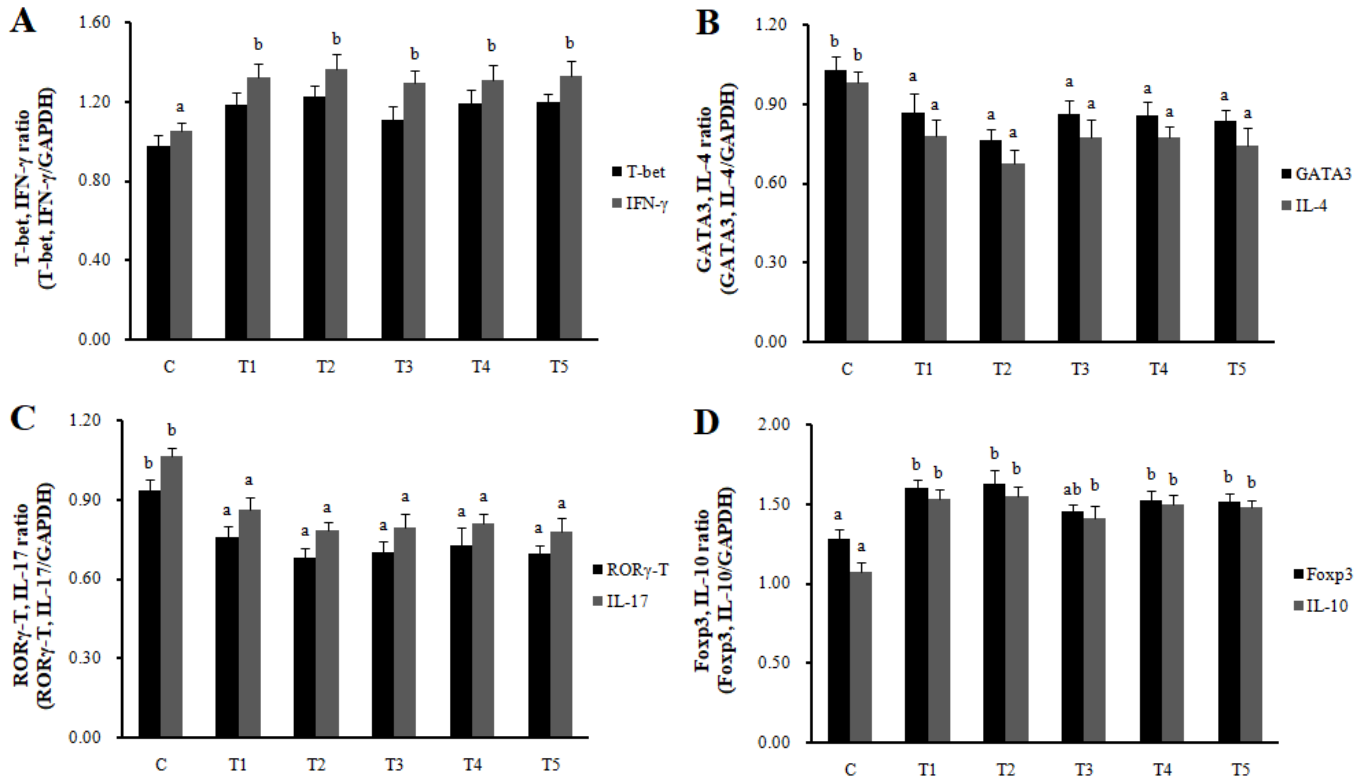 A
T-bet, IFN-γ ratio
(T-bet, IFN-γ/GAPDH)
1.60
1.20
0.80
0.40
0.00
a
b
b
b
b
b
C T1 T2 T3 T4 T5
T-bet
IFN-γ
B
GATA3, IL-4 ratio
(GATA3, IL-4/GAPDH)
1.20
0.90
0.60
0.30
0.00
b b a a a a a a a a a a
C T1 T2 T3 T4 T5
GATA3
IL-4
C
RORγ-T, IL-17 ratio
(RORγ-T, IL-17/GAPDH)
1.20
0.90
0.60
0.30
0.00
b b a a a a a a a a a a
C T1 T2 T3 T4 T5
RORγ-T
IL-17
D
Foxp3, IL-10 ratio
(Foxp3, IL-10/GAPDH)
2.00
1.50
1.00
0.50
0.00
a a b b b b ab b b b b b
C T1 T2 T3 T4 T5
Foxp3
IL-10